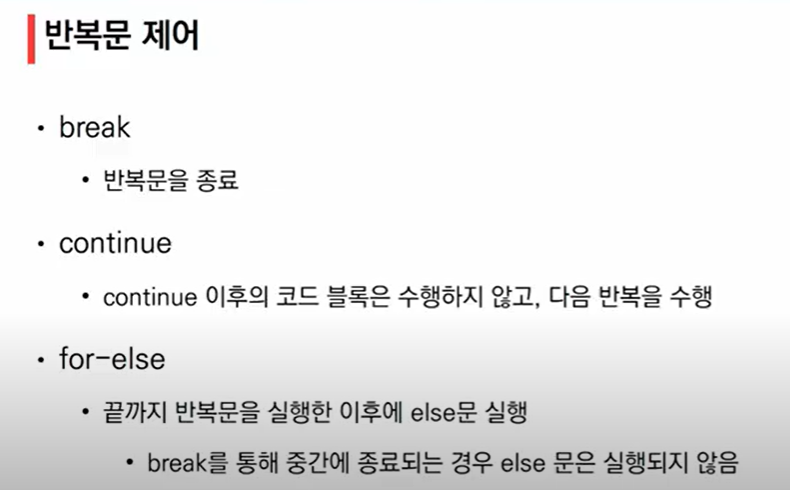 반복문 제어
• break
• 반복문을 종료
• continue
• continue 이후의 코드 블록은 수행하지 않고, 다음 반복을 수행
• for-else
• 끝까지 반복문을 실행한 이후에 else문 실행
• break를 통해 중간에 종료되는 경우 else 문은 실행되지 않음